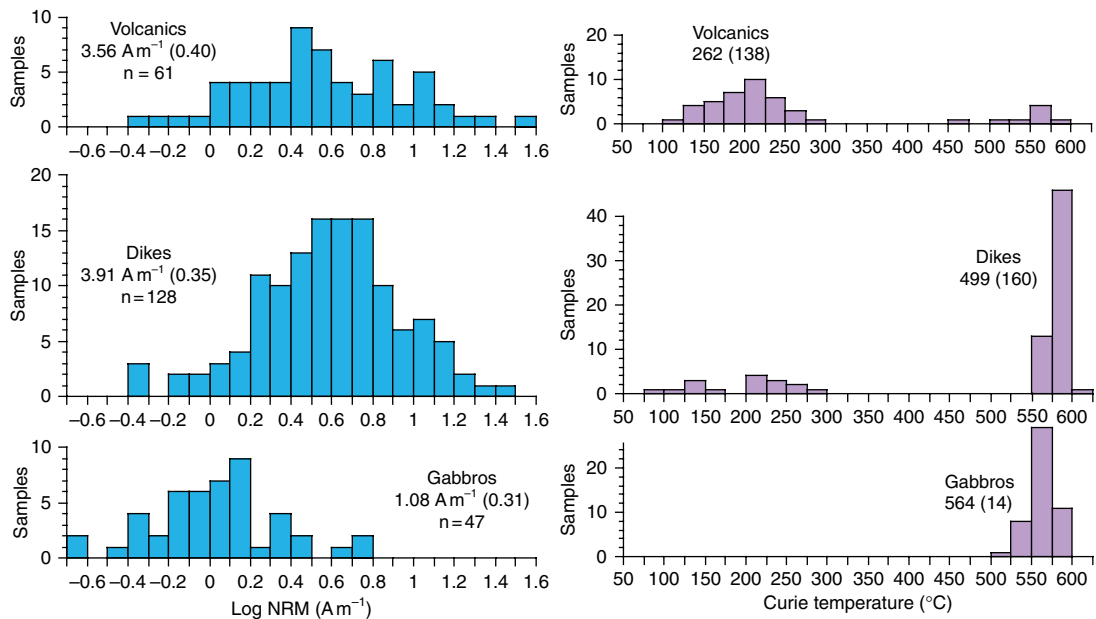 Samples
10
5
0
Volcanics
3.56 A m⁻¹ (0.40)
n = 61
−0.6 −0.4 −0.2 0 0.2 0.4 0.6 0.8 1 1.2 1.4 1.6
Samples
20
10
0
Volcanics
262 (138)
50 100 150 200 250 300 350 400 450 500 550 600
Samples
20
15
10
5
0
Dikes
3.91 A m⁻¹ (0.35)
n = 128
−0.6 −0.4 −0.2 0 0.2 0.4 0.6 0.8 1 1.2 1.4 1.6
Samples
40
30
20
10
0
Dikes
499 (160)
50 100 150 200 250 300 350 400 450 500 550 600
Samples
10
5
0
Gabbros
1.08 A m⁻¹ (0.31)
n = 47
−0.6 −0.4 −0.2 0 0.2 0.4 0.6 0.8 1 1.2 1.4 1.6
Log NRM (A m⁻¹)
Samples
20
10
0
Gabbros
564 (14)
50 100 150 200 250 300 350 400 450 500 550 600
Curie temperature (°C)